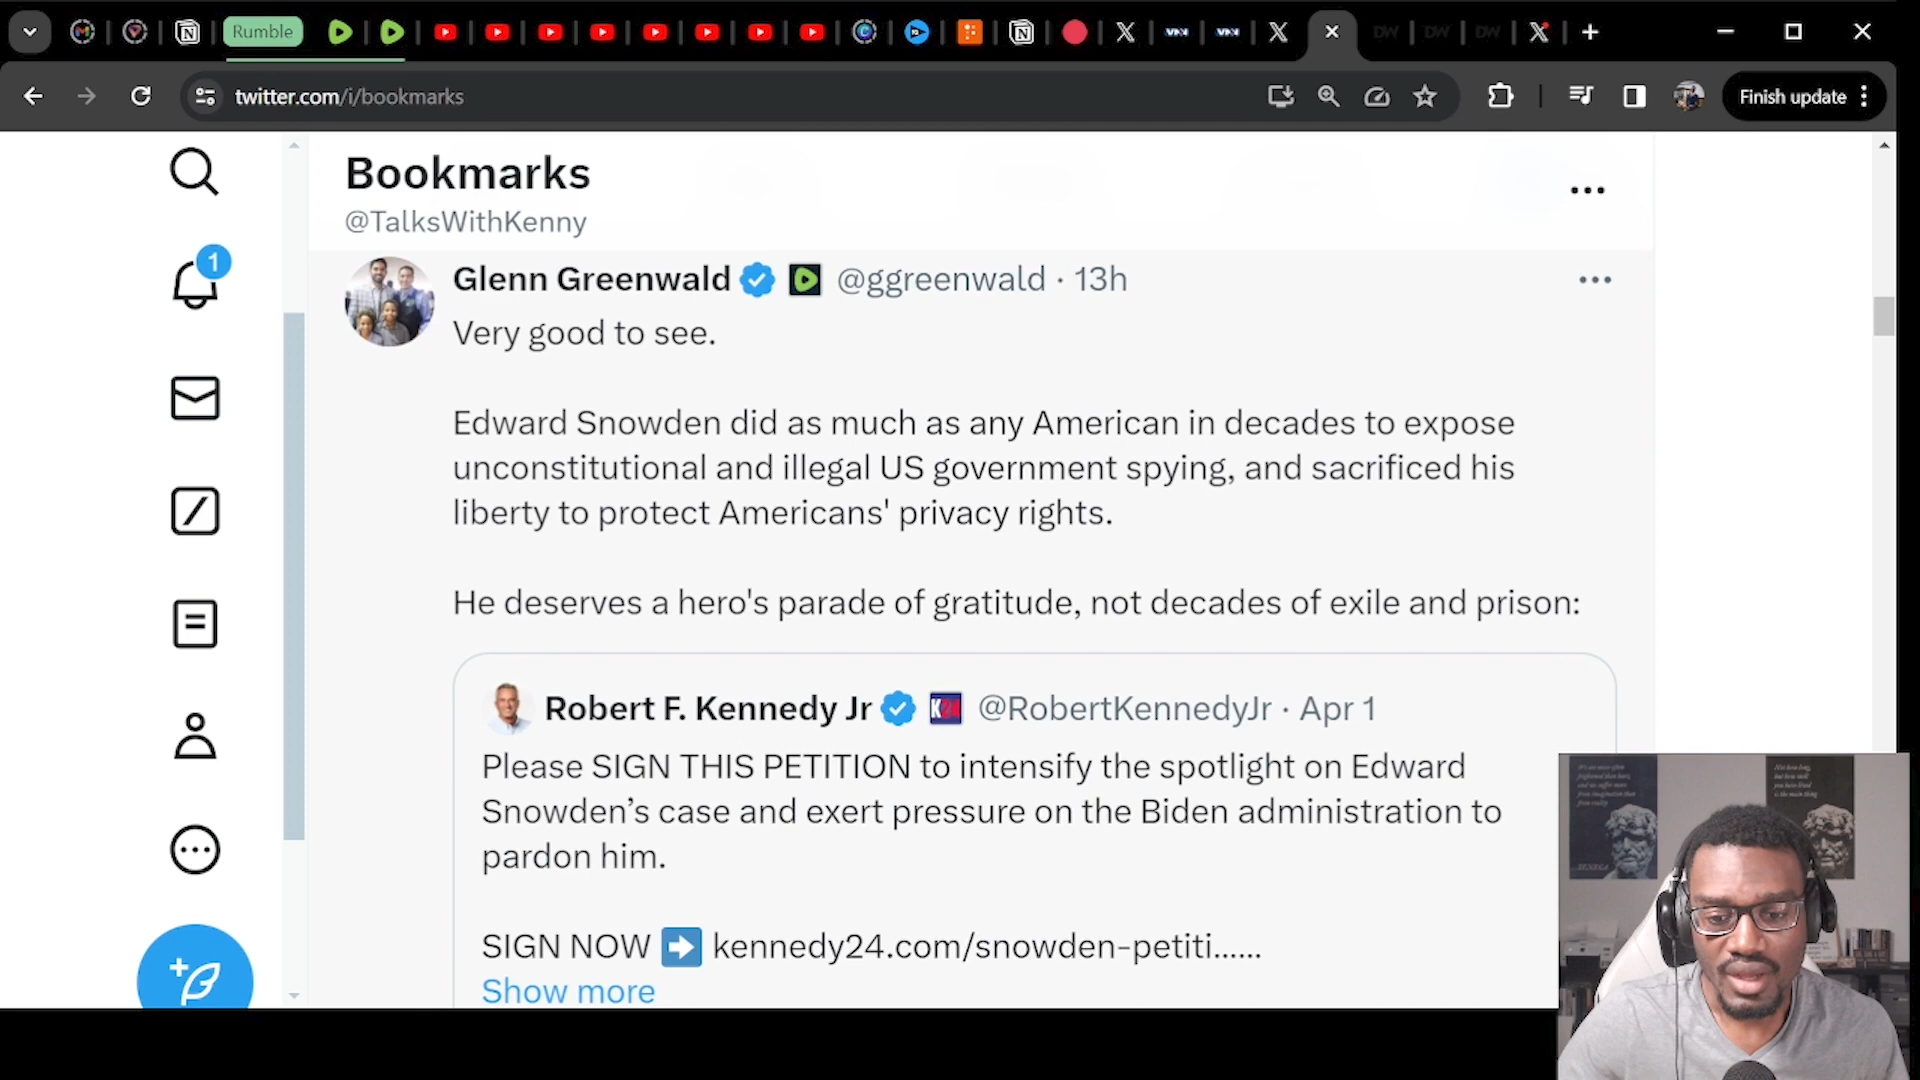 Rumble
twitter.com/i/bookmarks
Finish update
Bookmarks
@TalksWithKenny
1
Glenn Greenwald @ggreenwald · 13h
Very good to see.
Edward Snowden did as much as any American in decades to expose
unconstitutional and illegal US government spying, and sacrificed his
liberty to protect Americans' privacy rights.
He deserves a hero's parade of gratitude, not decades of exile and prison:
Robert F. Kennedy Jr K24 @RobertKennedyJr · Apr 1
Please SIGN THIS PETITION to intensify the spotlight on Edward
Snowden’s case and exert pressure on the Biden administration to
pardon him.
SIGN NOW ➡ kennedy24.com/snowden-petiti......
Show more
SENECA